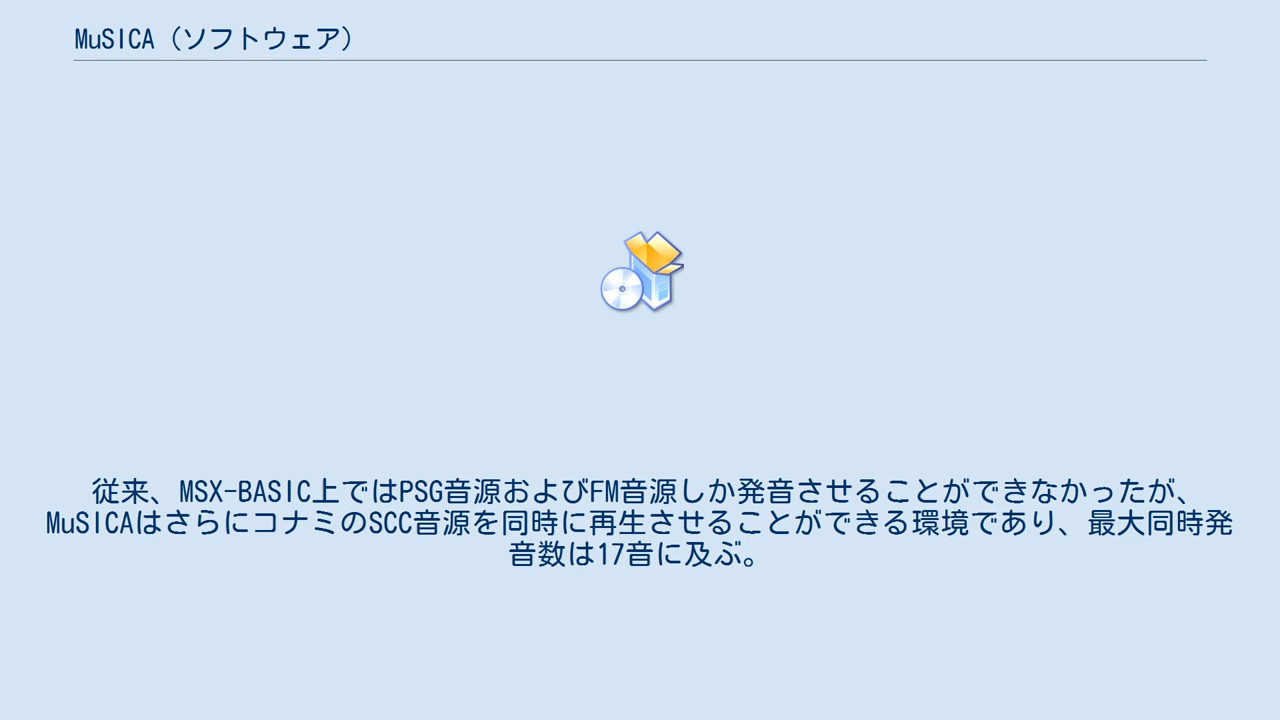 MuSICA（ソフトウェア）
従来、MSX-BASIC上ではPSG音源およびFM音源しか発音させることができなかったが、
MuSICAはさらにコナミのSCC音源を同時に再生させることができる環境であり、最大同時発
音数は17音に及ぶ。